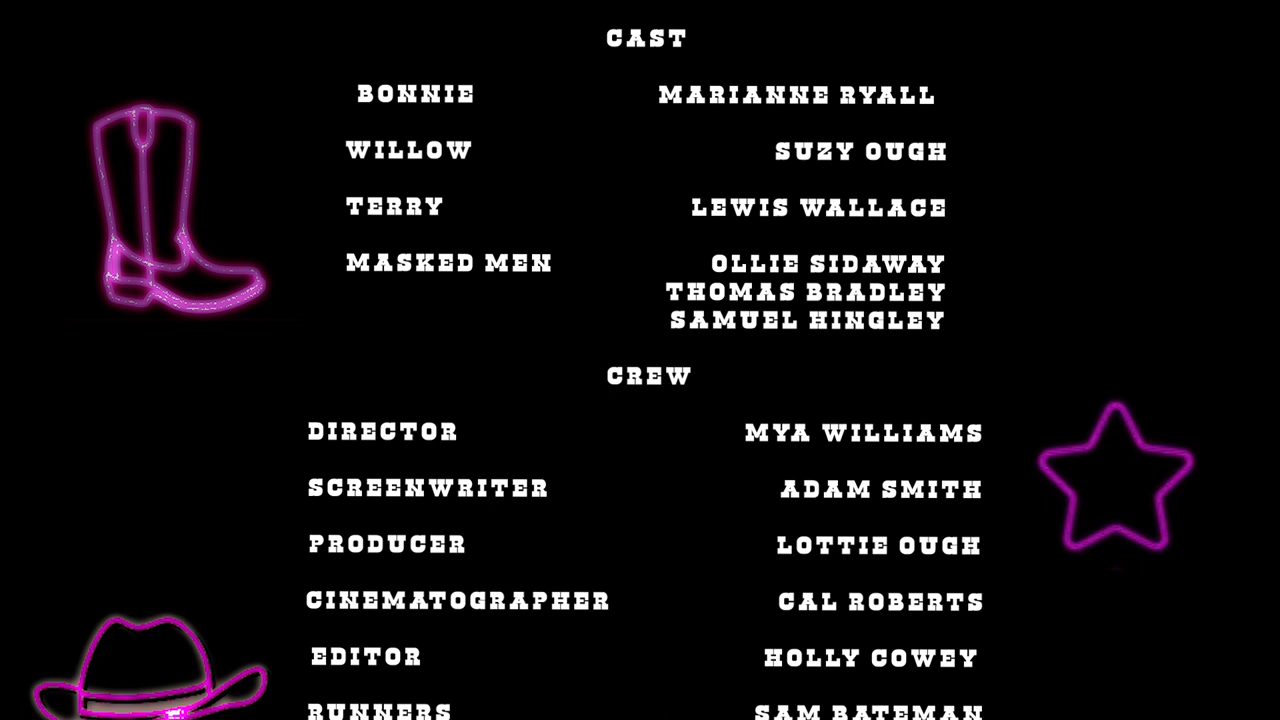 CAST
BONNIE MARIANNE RYALL
WILLOW SUZY OUGH
TERRY LEWIS WALLACE
MASKED MEN OLLIE SIDAWAY
THOMAS BRADLEY
SAMUEL HINGLEY
CREW
DIRECTOR MYA WILLIAMS
SCREENWRITER ADAM SMITH
PRODUCER LOTTIE OUGH
CINEMATOGRAPHER CAL ROBERTS
EDITOR HOLLY COWEY
RUNNERS SAM BATEMAN